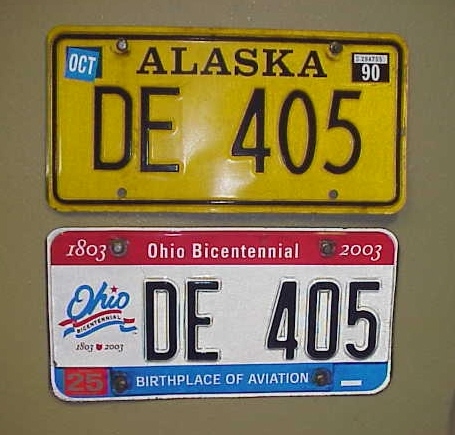 OCT
ALASKA
90
DE 405
1803 Ohio Bicentennial 2003
Ohio
BICENTENNIAL
1803 2003
DE 405
25
BIRTHPLACE OF AVIATION